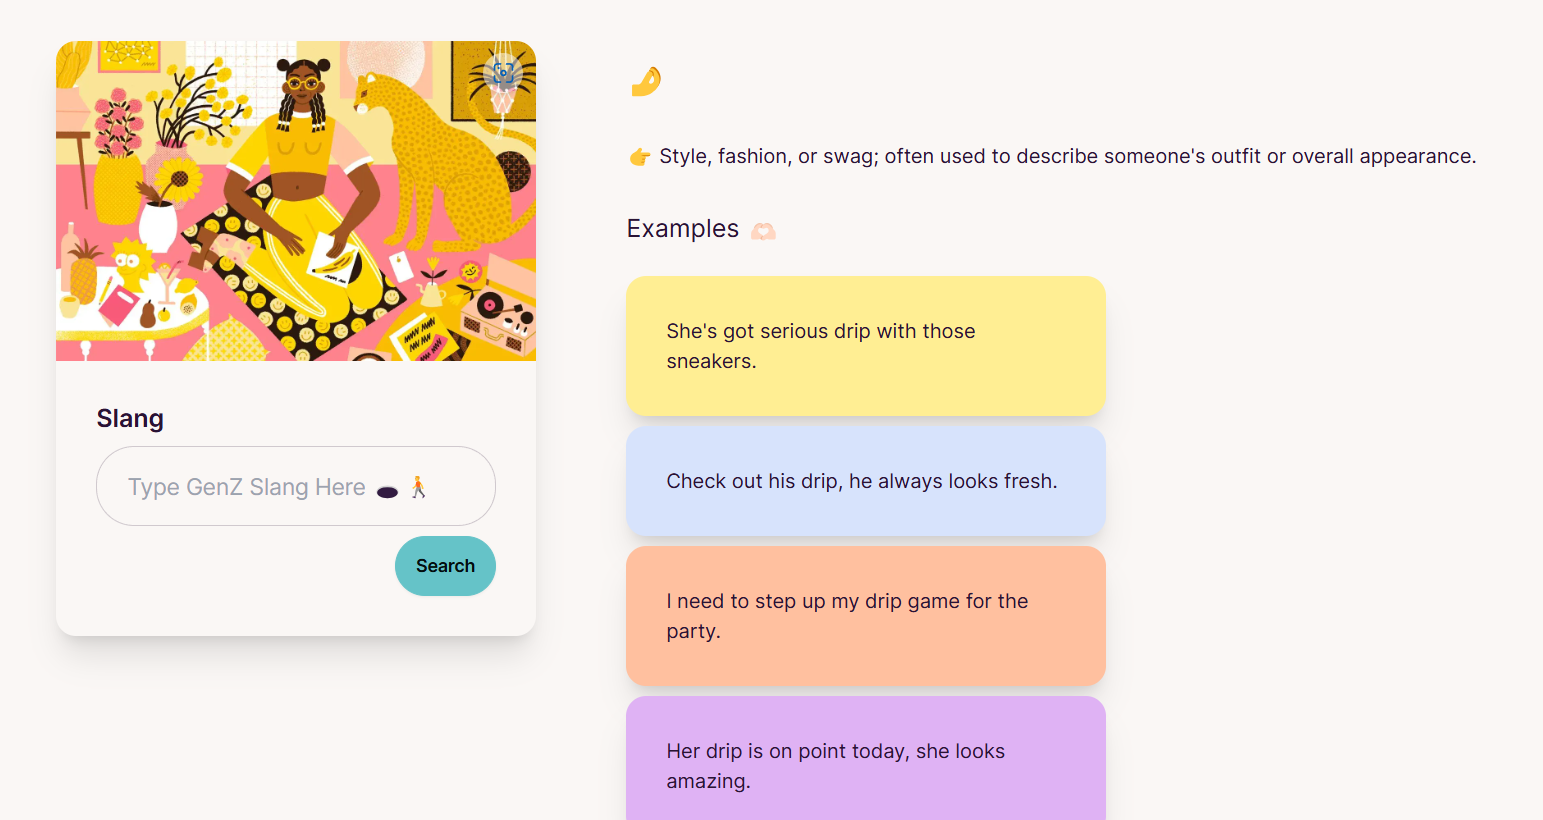 Slang
Type GenZ Slang Here 🕳️ 🚶
Search
🤌
👉 Style, fashion, or swag; often used to describe someone's outfit or overall appearance.
Examples 🫶🏻
She's got serious drip with those
sneakers.
Check out his drip, he always looks fresh.
I need to step up my drip game for the
party.
Her drip is on point today, she looks
amazing.